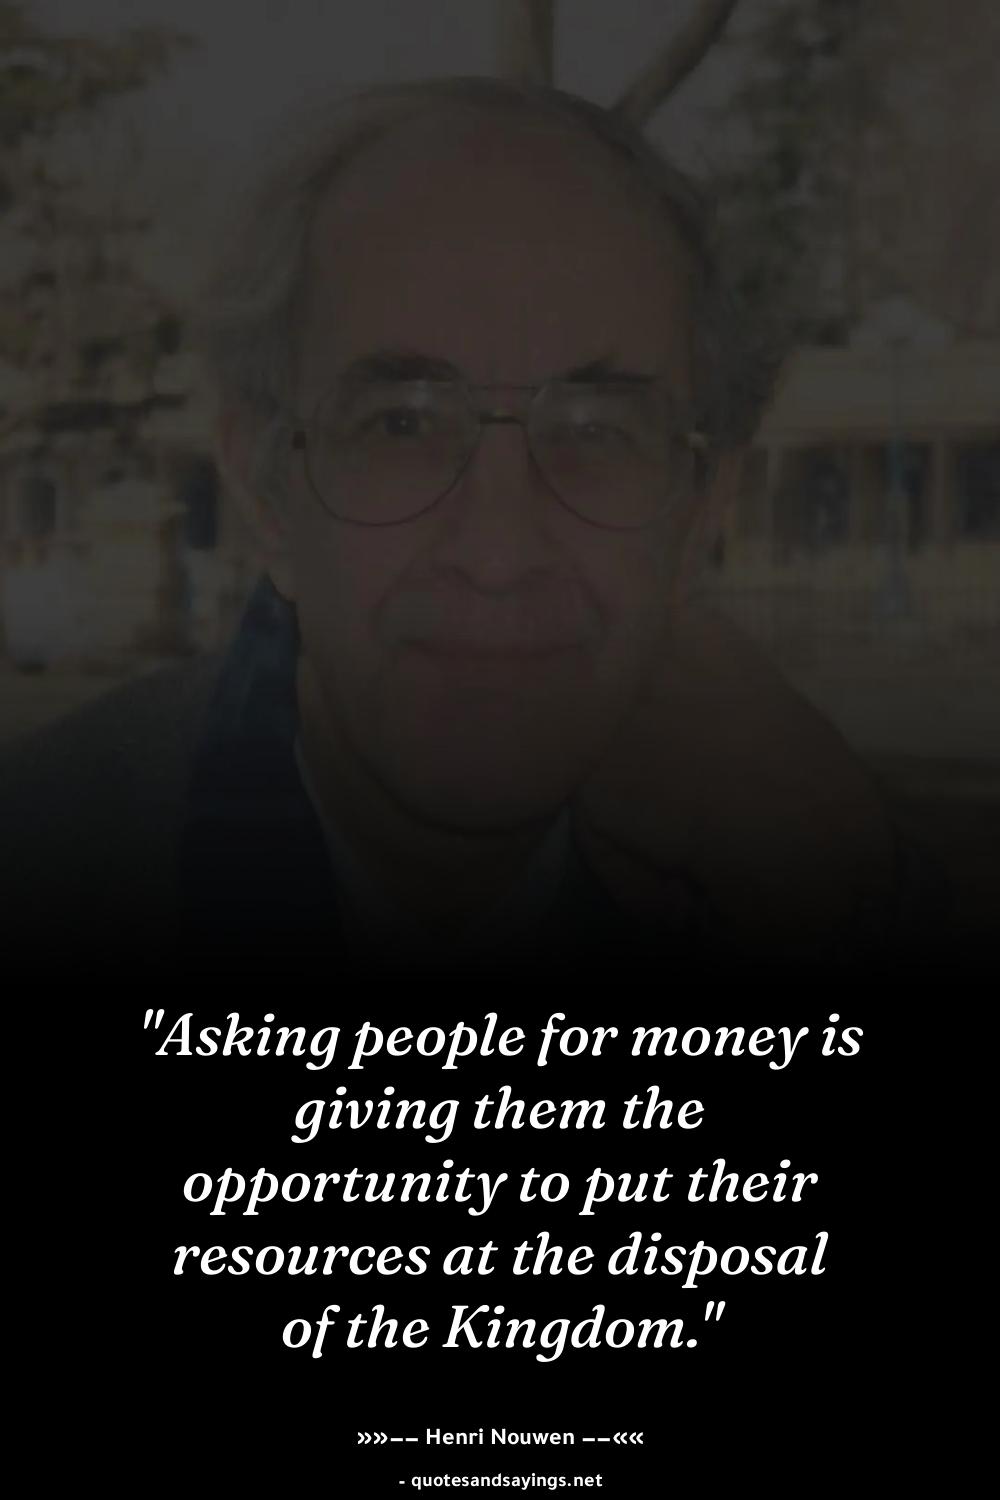 "Asking people for money is
giving them the
opportunity to put their
resources at the disposal
of the Kingdom."
»»–– Henri Nouwen ––««
- quotesandsayings.net